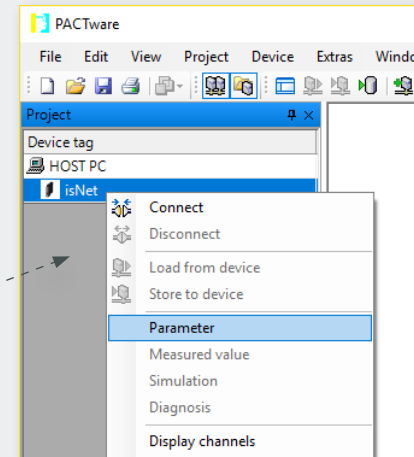 PACTware
File Edit View Project Device Extras Windo
Project
Device tag
HOST PC
isNet
Connect
Disconnect
Load from device
Store to device
Parameter
Measured value
Simulation
Diagnosis
Display channels